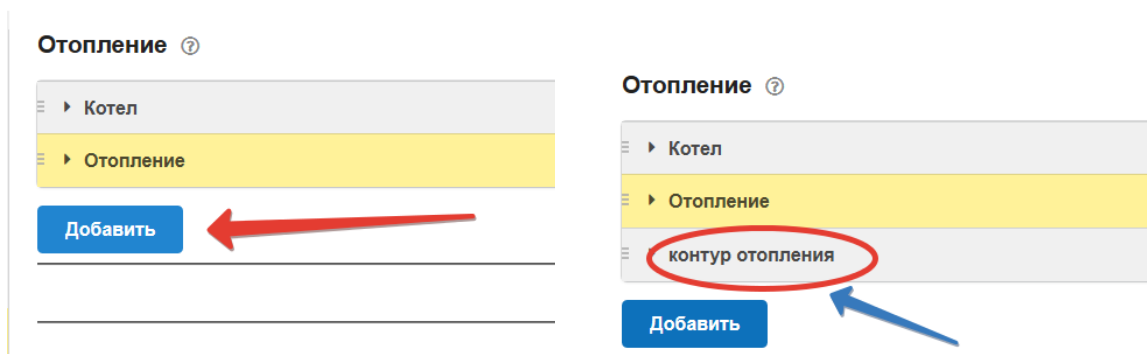 Отопление ?
Котел
Отопление
Добавить
Отопление ?
Котел
Отопление
контур отопления
Добавить